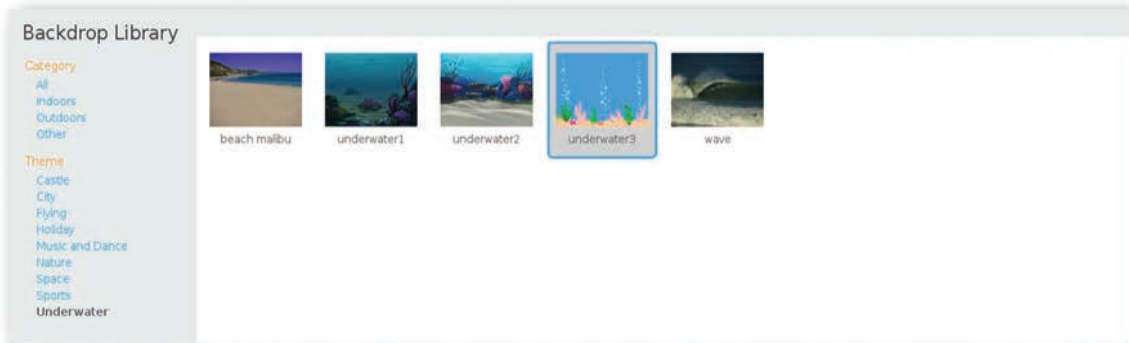 Backdrop Library
Category
All
Indoors
Outdoors
Other
Theme
Castle
City
Flying
Holiday
Music and Dance
Nature
Space
Sports
Underwater
beach malibu
underwater1
underwater2
underwater3
wave